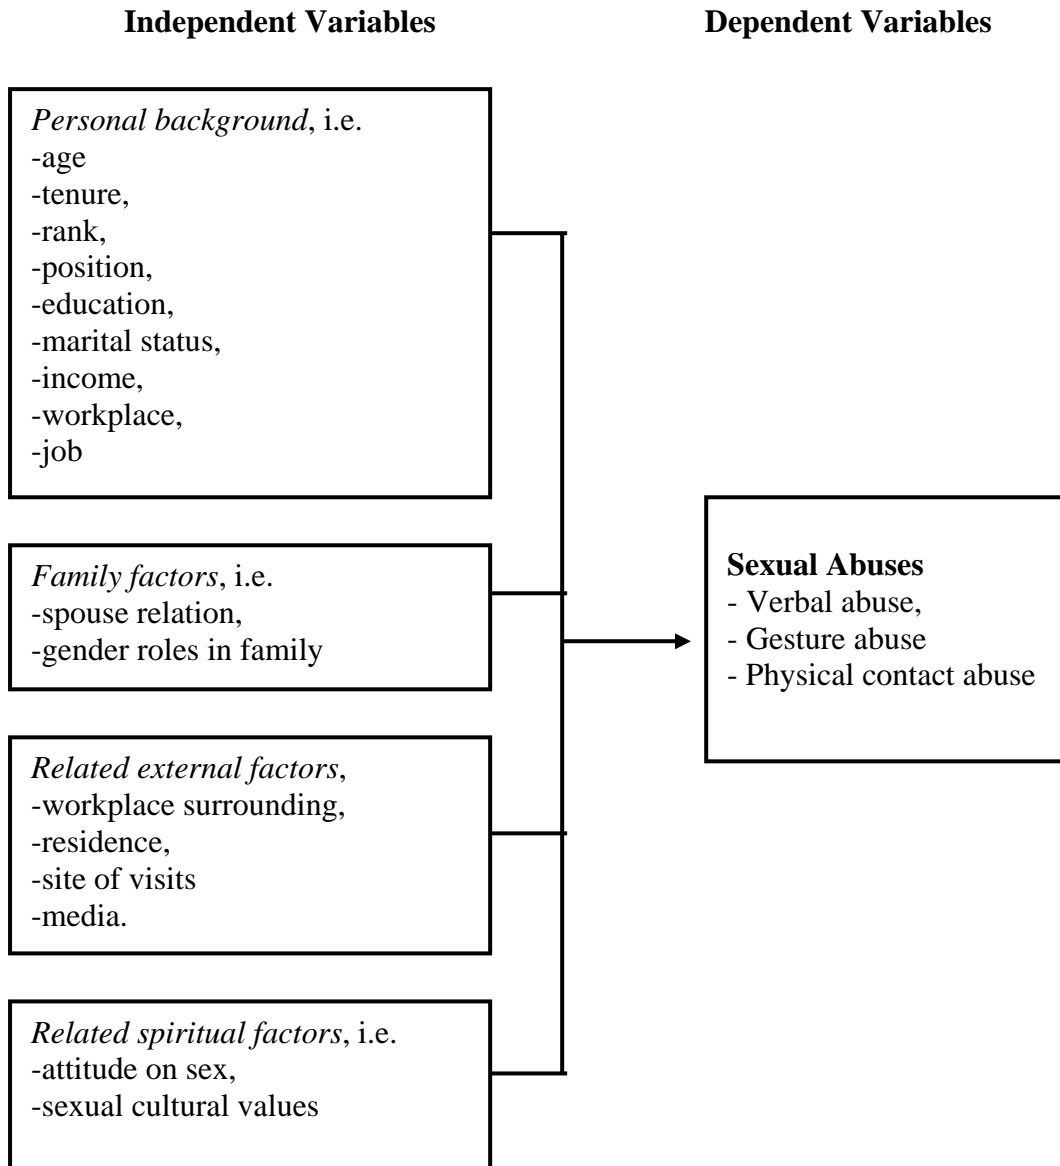 Independent Variables
Dependent Variables
Personal background, i.e.
-age
-tenure,
-rank,
-position,
-education,
-marital status,
-income,
-workplace,
-job
Family factors, i.e.
-spouse relation,
-gender roles in family
Related external factors,
-workplace surrounding,
-residence,
-site of visits
-media.
Related spiritual factors, i.e.
-attitude on sex,
-sexual cultural values
Sexual Abuses
- Verbal abuse,
- Gesture abuse
- Physical contact abuse